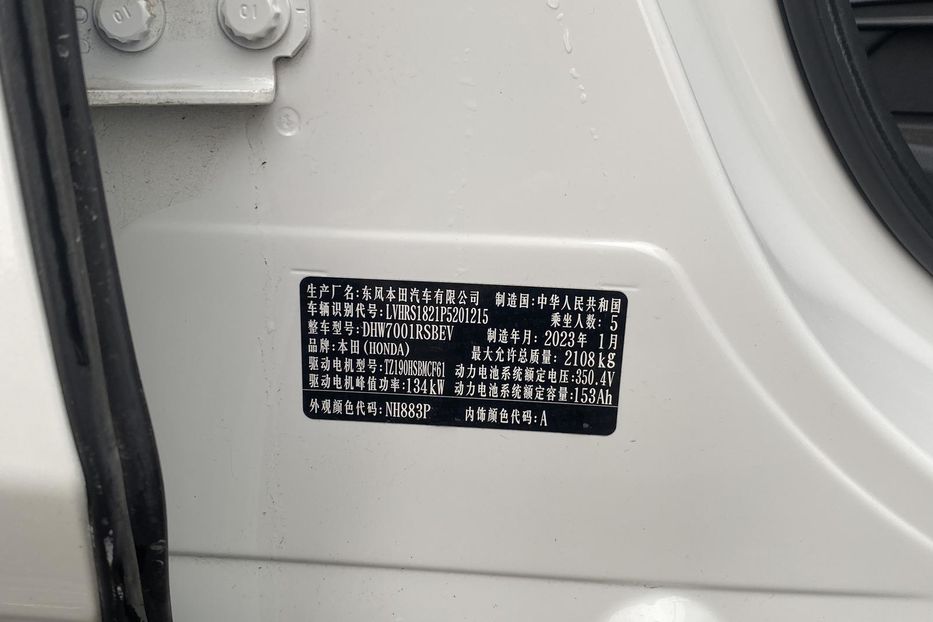 10 10
生产厂名:东风本田汽车有限公司 制造国:中华人民共和国
车辆识别代号:LVHRS1821P5201215 乘坐人数:5
整车型号:DHW7001RSBEV 制造年月:2023年 1月
品牌:本田(HONDA) 最大允许总质量:2108kg
驱动电机型号:TZ190HSBMCF61 动力电池系统额定电压:350.4V
驱动电机峰值功率:134kW 动力电池系统额定容量:153Ah
外观颜色代码:NH883P 内饰颜色代码:A